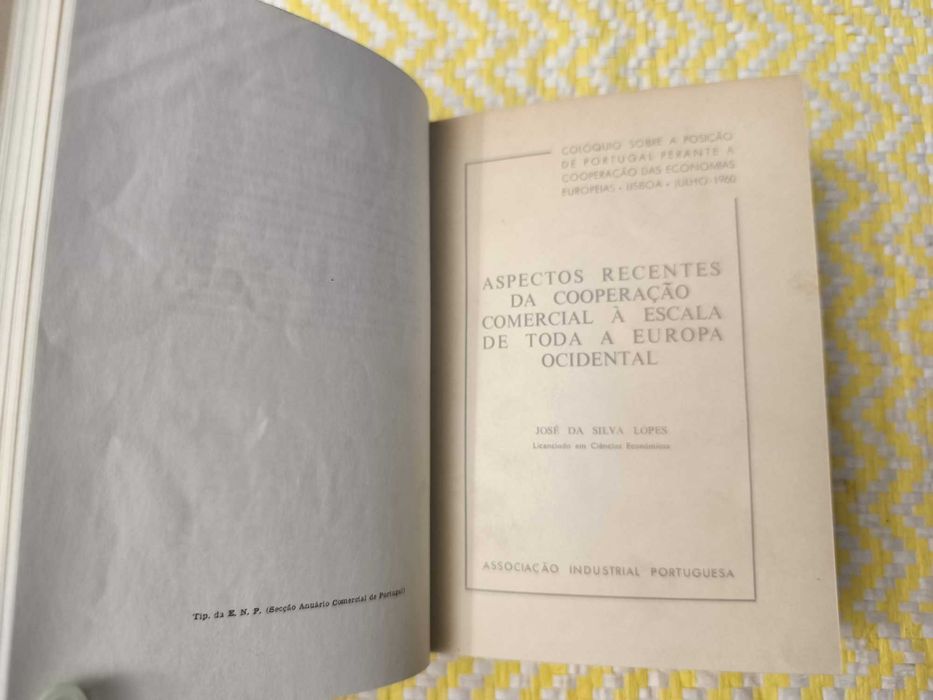 Tip. da E. N. P. (Secção Anuário Comercial de Portugal)
COLÓQUIO SOBRE A POSIÇÃO
DE PORTUGAL PERANTE A
COOPERAÇÃO DAS ECONOMIAS
EUROPEIAS • LISBOA • JULHO-1960
ASPECTOS RECENTES
DA COOPERAÇÃO
COMERCIAL À ESCALA
DE TODA A EUROPA
OCIDENTAL
JOSÉ DA SILVA LOPES
Licenciado em Ciências Económicas
ASSOCIAÇÃO INDUSTRIAL PORTUGUESA